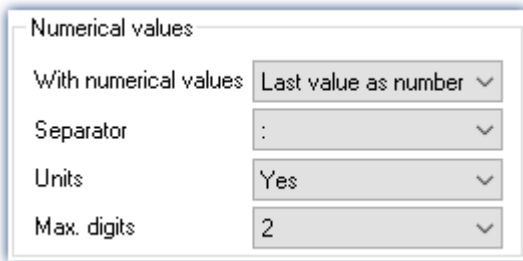 Numerical values
With numerical values Last value as number
Separator :
Units Yes
Max. digits 2